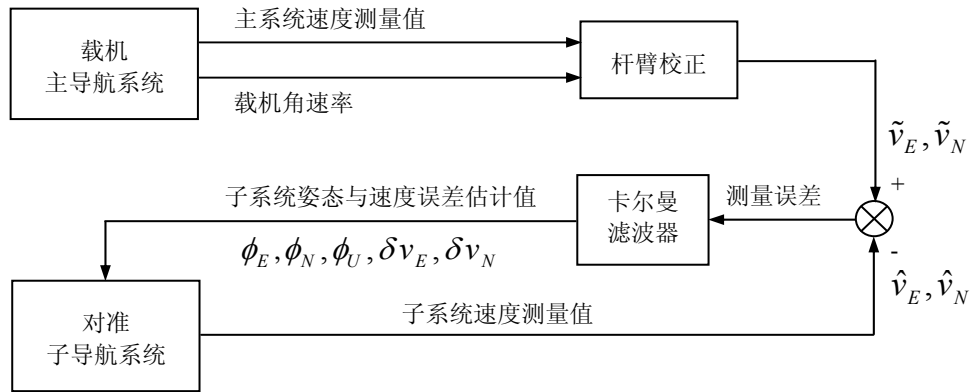 主系统速度测量值
载机
主导航系统
杆臂校正
载机角速率
ṽ_E, ṽ_N
+
子系统姿态与速度误差估计值
卡尔曼
滤波器
测量误差
ϕ_E, ϕ_N, ϕ_U, δv_E, δv_N
-
v̂_E, v̂_N
对准
子导航系统
子系统速度测量值